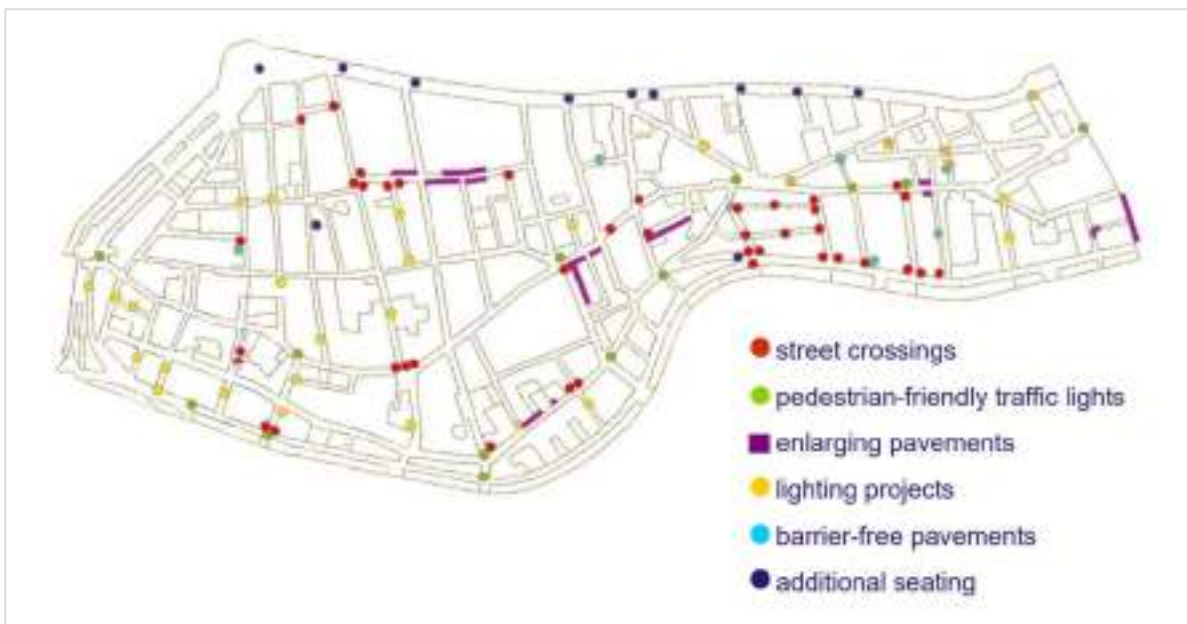 street crossings
pedestrian-friendly traffic lights
enlarging pavements
lighting projects
barrier-free pavements
additional seating